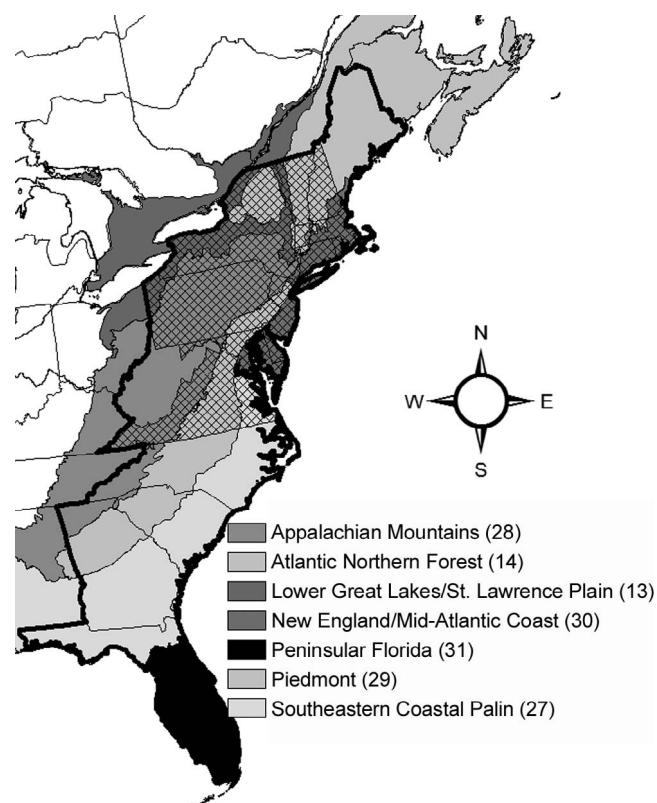 N
W E
S
Appalachian Mountains (28)
Atlantic Northern Forest (14)
Lower Great Lakes/St. Lawrence Plain (13)
New England/Mid-Atlantic Coast (30)
Peninsular Florida (31)
Piedmont (29)
Southeastern Coastal Palin (27)